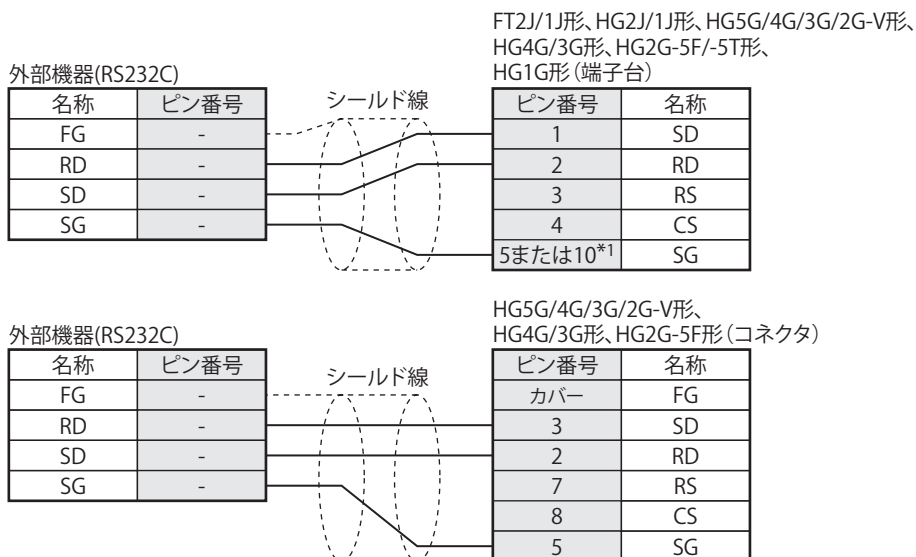 FT2J/1J形、HG2J/1J形、HG5G/4G/3G/2G-V形、
HG4G/3G形、HG2G-5F/-5T形、
HG1G形（端子台）
外部機器(RS232C)
名称 ピン番号 シールド線 ピン番号 名称
FG - 1 SD
RD - 2 RD
SD - 3 RS
SG - 4 CS
5または10*1 SG
HG5G/4G/3G/2G-V形、
HG4G/3G形、HG2G-5F形（コネクタ）
外部機器(RS232C)
名称 ピン番号 シールド線 ピン番号 名称
FG - カバー FG
RD - 3 SD
SD - 2 RD
SG - 7 RS
8 CS
5 SG